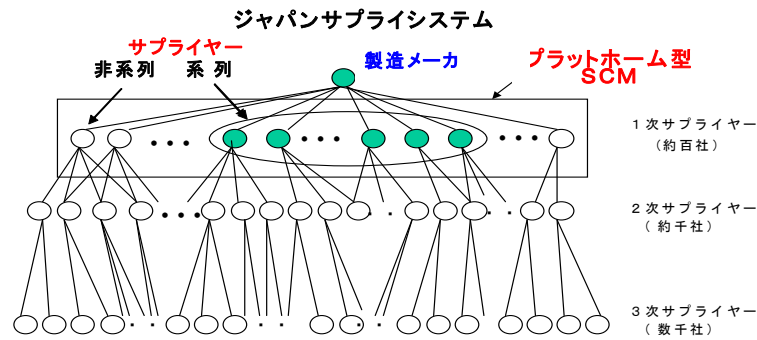 ジャパンサプライシステム
サプライヤー
非系列 系 列
製造メーカ
プラットホーム型
SCM
1次サプライヤー
(約百社)
2次サプライヤー
(約千社)
3次サプライヤー
(数千社)